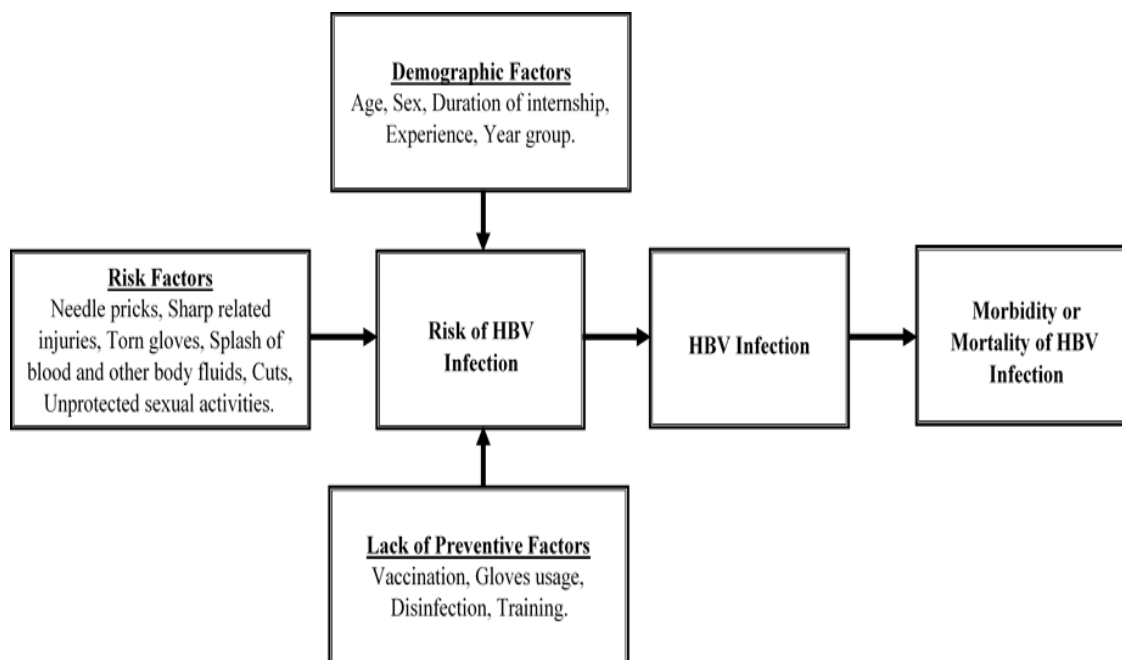 Demographic Factors
Age, Sex, Duration of internship,
Experience, Year group.
Risk Factors
Needle pricks, Sharp related
injuries, Torn gloves, Splash of
blood and other body fluids, Cuts,
Unprotected sexual activities.
Risk of HBV
Infection
HBV Infection
Morbidity or
Mortality of HBV
Infection
Lack of Preventive Factors
Vaccination, Gloves usage,
Disinfection, Training.